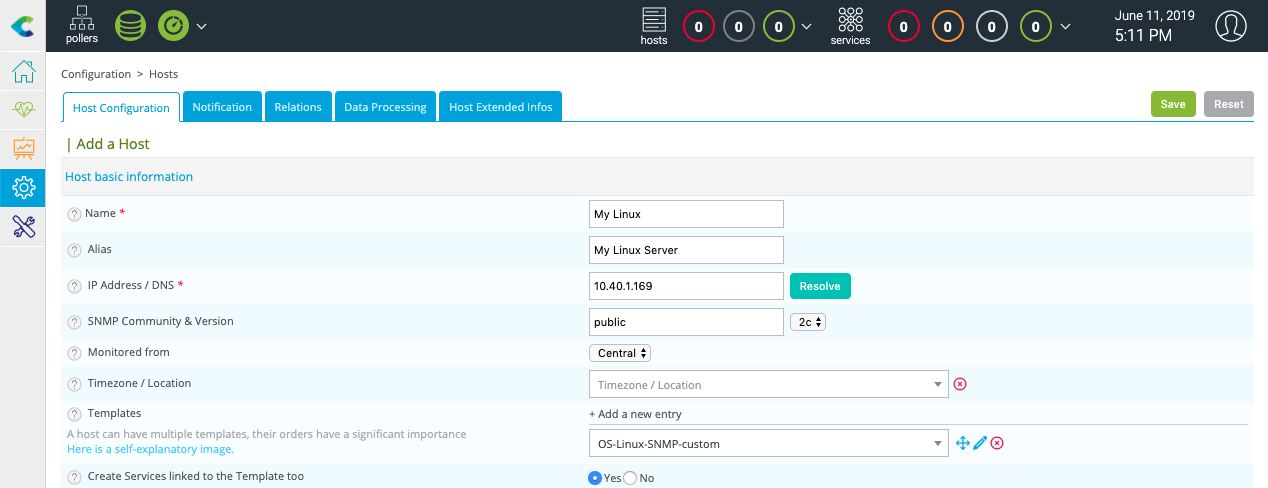 pollers
hosts
0 0 0
services
0 0 0 0
June 11, 2019
5:11 PM
Configuration > Hosts
Host Configuration
Notification
Relations
Data Processing
Host Extended Infos
Save
Reset
| Add a Host
Host basic information
? Name *
My Linux
? Alias
My Linux Server
? IP Address / DNS *
10.40.1.169
Resolve
? SNMP Community & Version
public
2c
? Monitored from
Central
? Timezone / Location
Timezone / Location
? Templates
+ Add a new entry
A host can have multiple templates, their orders have a significant importance
Here is a self-explanatory image.
OS-Linux-SNMP-custom
? Create Services linked to the Template too
Yes No